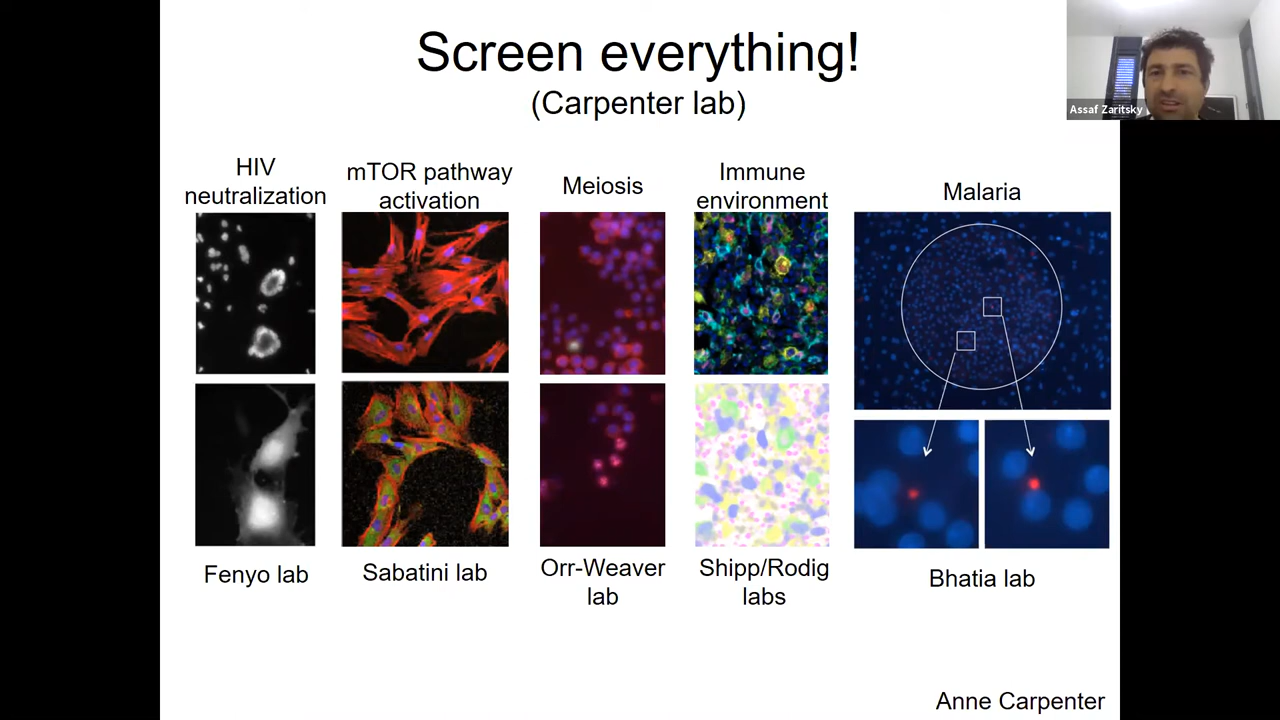 Screen everything!
(Carpenter lab)
Assaf Zaritsky
HIV
neutralization
mTOR pathway
activation
Meiosis
Immune
environment
Malaria
Fenyo lab
Sabatini lab
Orr-Weaver
lab
Shipp/Rodig
labs
Bhatia lab
Anne Carpenter